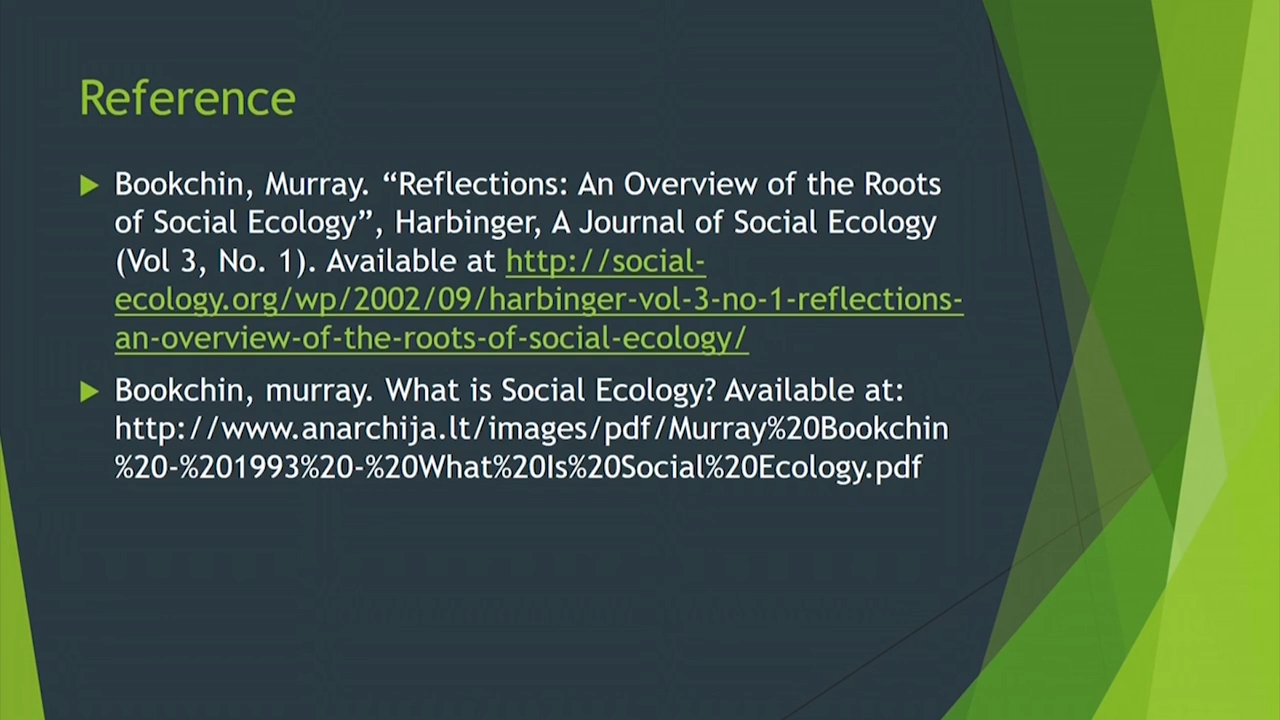 Reference
Bookchin, Murray. “Reflections: An Overview of the Roots
of Social Ecology”, Harbinger, A Journal of Social Ecology
(Vol 3, No. 1). Available at http://social-
ecology.org/wp/2002/09/harbinger-vol-3-no-1-reflections-
an-overview-of-the-roots-of-social-ecology/
Bookchin, murray. What is Social Ecology? Available at:
http://www.anarchija.lt/images/pdf/Murray%20Bookchin
%20-%201993%20-%20What%20Is%20Social%20Ecology.pdf